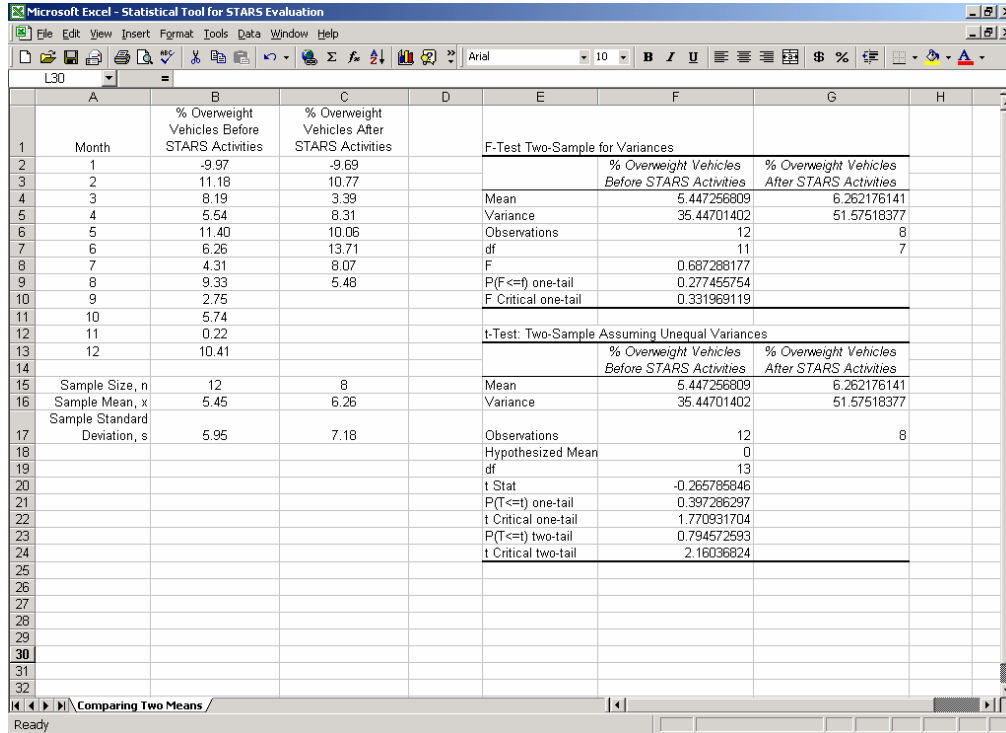 Microsoft Excel - Statistical Tool for STARS Evaluation
File Edit View Insert Format Tools Data Window Help
Arial 10 B I U $ %
L30 =
A B C D E F G H
% Overweight % Overweight
Vehicles Before Vehicles After
1 Month STARS Activities STARS Activities F-Test Two-Sample for Variances
2 1 -9.97 -9.69 % Overweight Vehicles % Overweight Vehicles
3 2 11.18 10.77 Before STARS Activities After STARS Activities
4 3 8.19 3.39 Mean 5.447256809 6.262176141
5 4 5.54 8.31 Variance 35.44701402 51.57518377
6 5 11.40 10.06 Observations 12 8
7 6 6.26 13.71 df 11 7
8 7 4.31 8.07 F 0.687288177
9 8 9.33 5.48 P(F<=f) one-tail 0.277455754
10 9 2.75 F Critical one-tail 0.331969119
11 10 5.74
12 11 0.22 t-Test: Two-Sample Assuming Unequal Variances
13 12 10.41 % Overweight Vehicles % Overweight Vehicles
14 Before STARS Activities After STARS Activities
15 Sample Size, n 12 8 Mean 5.447256809 6.262176141
16 Sample Mean, x 5.45 6.26 Variance 35.44701402 51.57518377
Sample Standard
17 Deviation, s 5.95 7.18 Observations 12 8
18 Hypothesized Mean 0
19 df 13
20 t Stat -0.265785846
21 P(T<=t) one-tail 0.397286297
22 t Critical one-tail 1.770931704
23 P(T<=t) two-tail 0.794572593
24 t Critical two-tail 2.16036824
25
26
27
28
29
30
31
32
Comparing Two Means
Ready